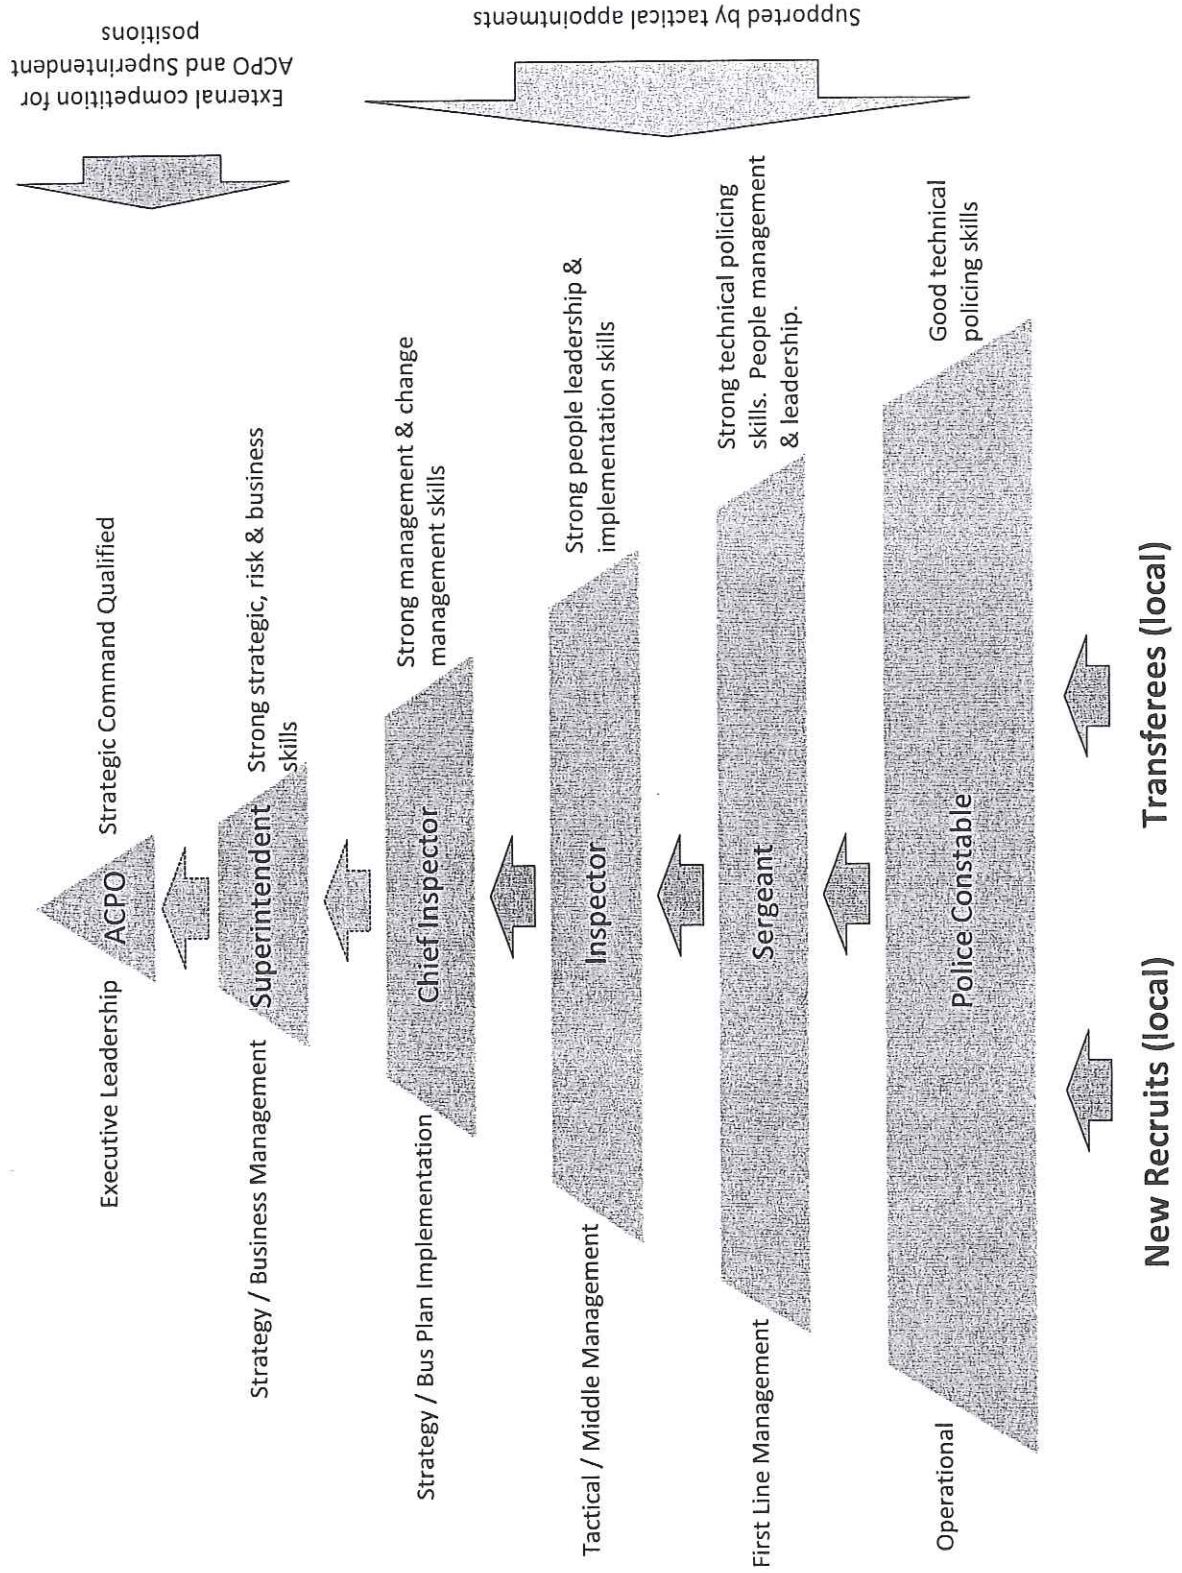 Executive Leadership
ACPO
Strategic Command Qualified
Strategy / Business Management
Superintendent
Strong strategic, risk & business
skills
Strategy / Bus Plan Implementation
Chief Inspector
Strong management & change
management skills
Tactical / Middle Management
Inspector
Strong people leadership &
implementation skills
First Line Management
Sergeant
Strong technical policing
skills. People management
& leadership.
Operational
Police Constable
Good technical
policing skills
New Recruits (local)
Transferees (local)
External competition for
ACPO and Superintendent
positions
Supported by tactical appointments